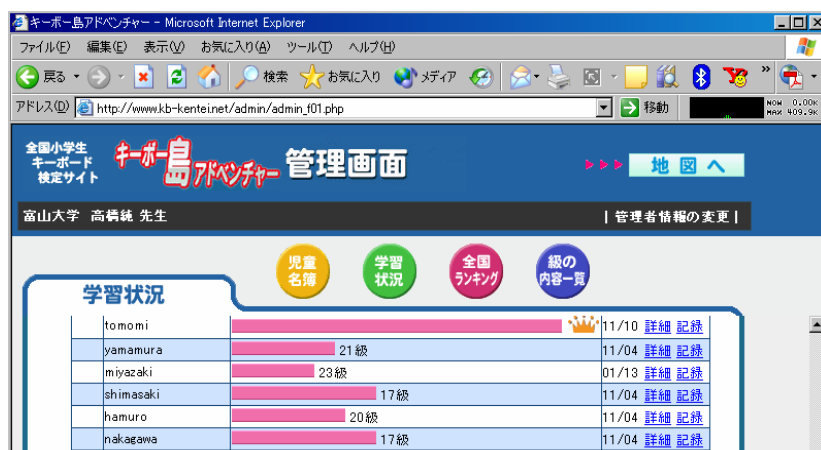 キーボー島アドベンチャー - Microsoft Internet Explorer
ファイル(F) 編集(E) 表示(V) お気に入り(A) ツール(T) ヘルプ(H)
戻る 検索 お気に入り メディア
アドレス(D) http://www.kb-kentei.net/admin/admin_f01.php 移動 NOW 0.00K
MAX 409.9K
全国小学生
キーボード
検定サイト
キーボー島アドベンチャー 管理画面
地図へ
富山大学 高橋純 先生 | 管理者情報の変更 |
児童
名簿
学習
状況
全国
ランキング
級の
内容一覧
学習状況
tomomi 11/10 詳細 記録
yamamura 21級 11/04 詳細 記録
miyazaki 23級 01/13 詳細 記録
shimasaki 17級 11/04 詳細 記録
hamuro 20級 11/04 詳細 記録
nakagawa 17級 11/04 詳細 記録